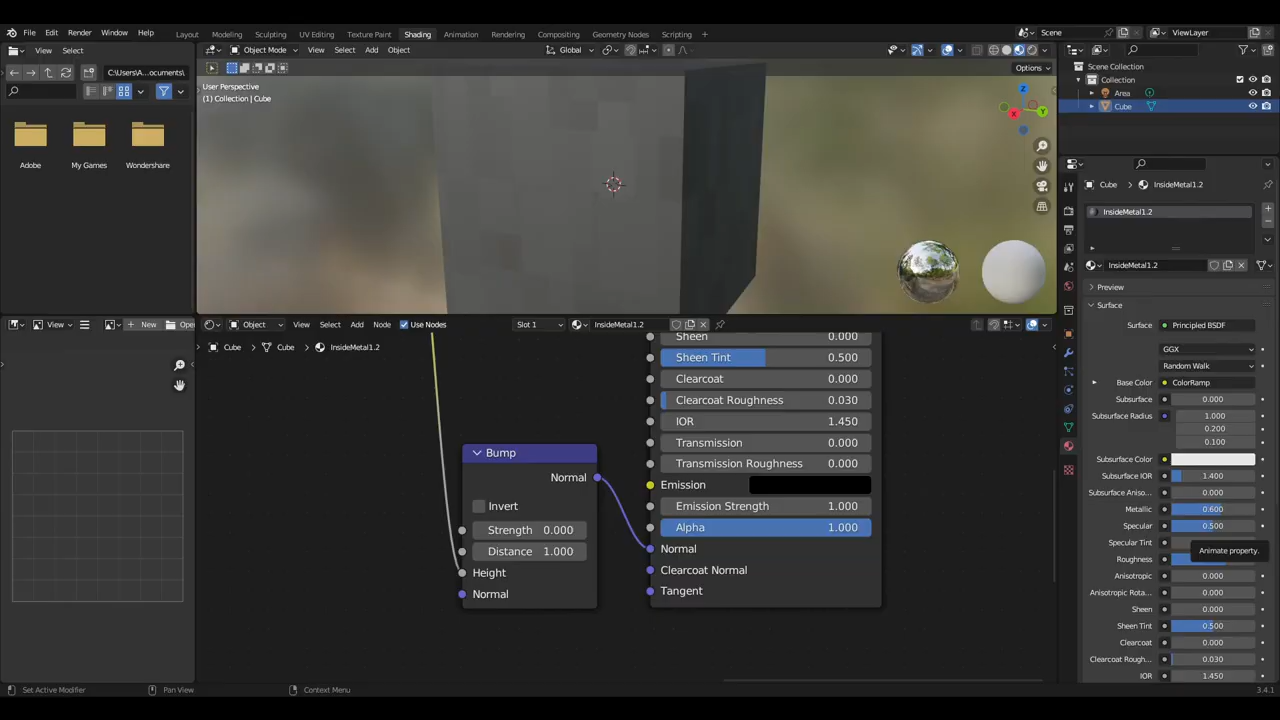 File Edit Render Window Help Layout Modeling Sculpting UV Editing Texture Paint Shading Animation Rendering Compositing Geometry Nodes Scripting Scene ViewLayer
View Select Object Mode View Select Add Object Global
C:\Users\A...ocuments\ Options
Adobe My Games Wondershare
User Perspective
(1) Collection | Cube
Scene Collection
Collection
Area
Cube
Cube InsideMetal1.2
InsideMetal1.2
InsideMetal1.2
Preview
Surface
Surface Principled BSDF
GGX
Random Walk
Base Color ColorRamp
Subsurface 0.000
Subsurface Radius 1.000
0.200
0.100
Subsurface Color
Subsurface IOR 1.400
Subsurface Aniso... 0.000
Metallic 0.600
Specular 0.500
Specular Tint
Animate property.
Roughness
Anisotropic 0.000
Anisotropic Rota... 0.000
Sheen 0.000
Sheen Tint 0.500
Clearcoat 0.000
Clearcoat Rough... 0.030
IOR 1.450
View New Open
Object View Select Add Node Use Nodes Slot 1 InsideMetal1.2
Cube Cube InsideMetal1.2
Sheen 0.000
Sheen Tint 0.500
Clearcoat 0.000
Clearcoat Roughness 0.030
IOR 1.450
Transmission 0.000
Transmission Roughness 0.000
Emission
Emission Strength 1.000
Alpha 1.000
Normal
Clearcoat Normal
Tangent
Bump
Normal
Invert
Strength 0.000
Distance 1.000
Height
Normal
Set Active Modifier Pan View Context Menu 3.4.1